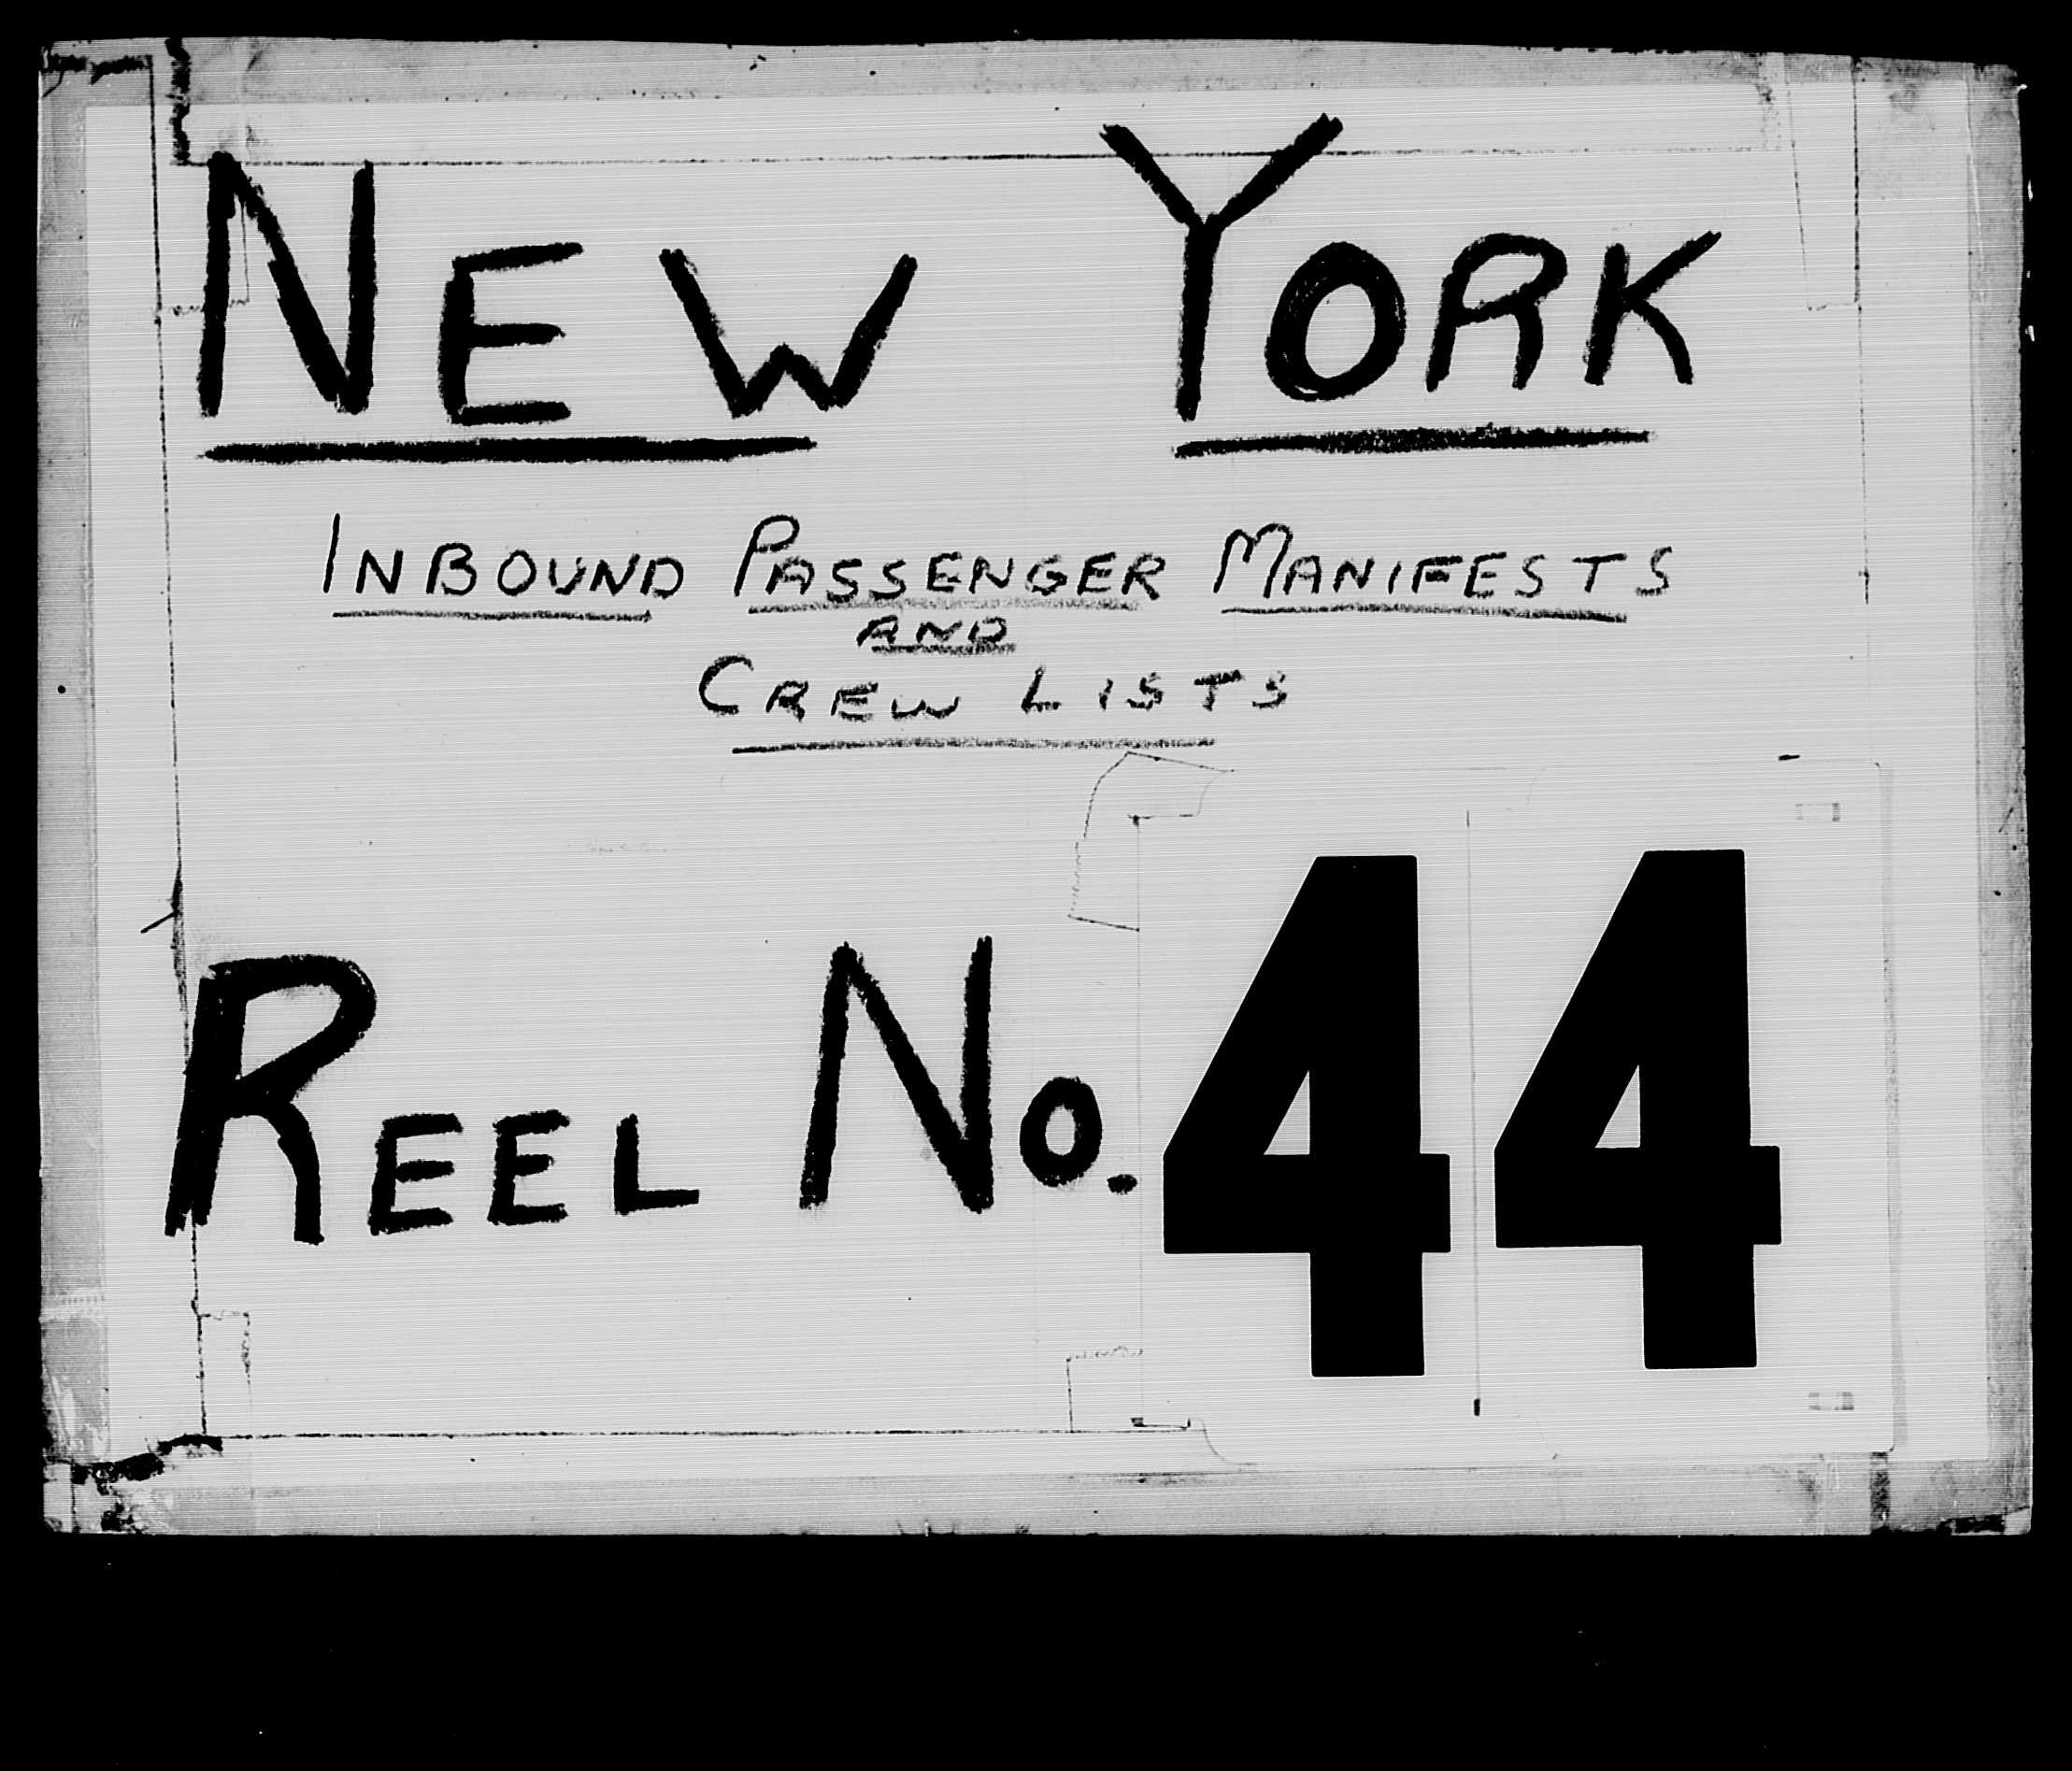 NEW YORK
INBOUND PASSENGER MANIFESTS
AND
CREW LISTS
REEL NO. 44